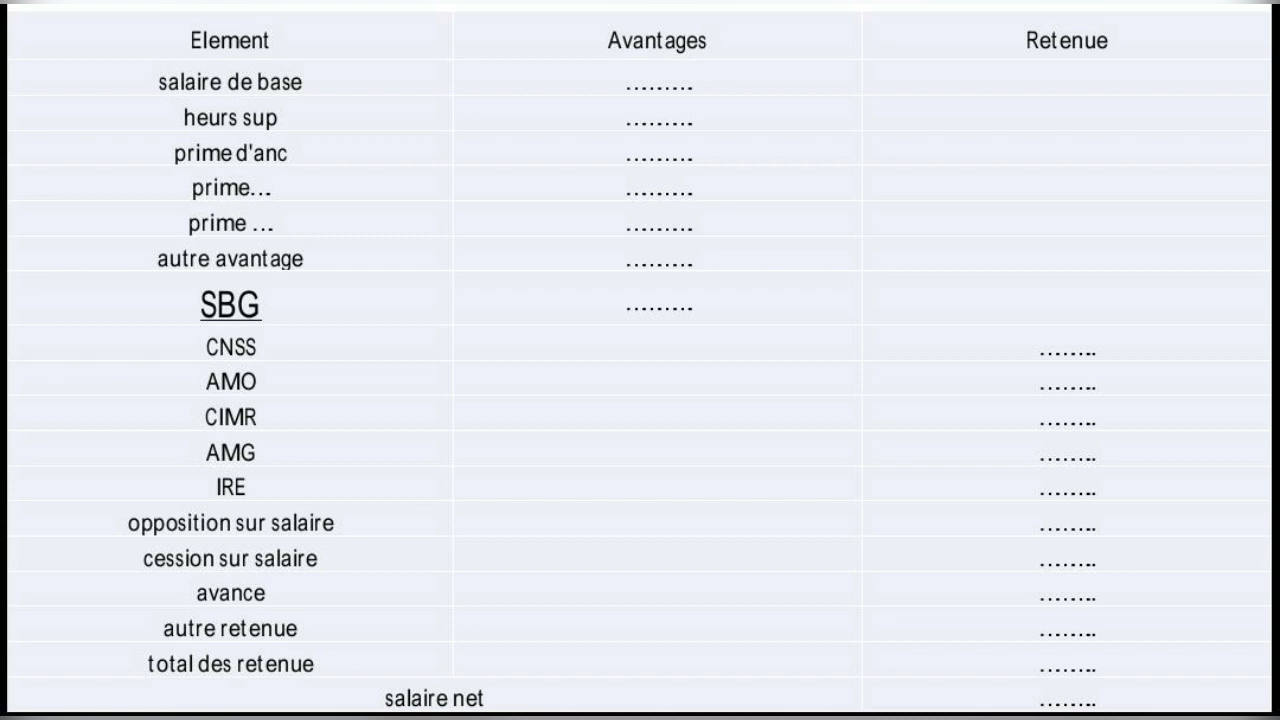 Element Avantages Retenue
salaire de base .........
heurs sup .........
prime d'anc .........
prime... .........
prime ... .........
autre avantage .........
SBG .........
CNSS ........
AMO ........
CIMR ........
AMG ........
IRE ........
opposition sur salaire ........
cession sur salaire ........
avance ........
autre retenue ........
total des retenue ........
salaire net ........